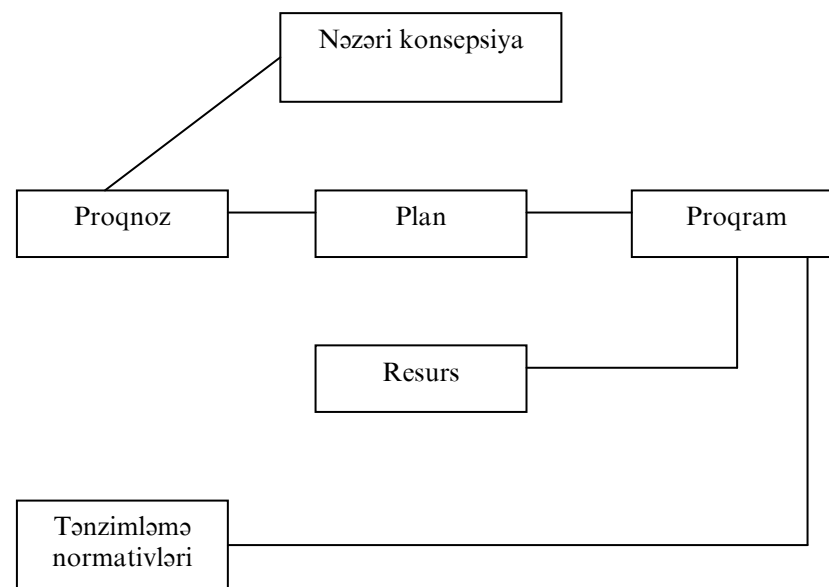 Nəzəri konsepsiya
Proqnoz
Plan
Proqram
Resurs
Tənzimləmə
normativləri